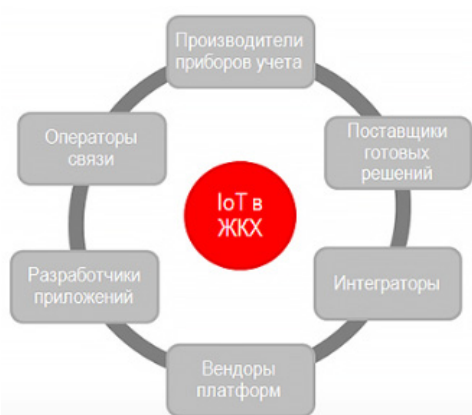 Производители
приборов учета
Поставщики
готовых
решений
Интеграторы
Вендоры
платформ
Разработчики
приложений
Операторы
связи
IoT в
ЖКХ